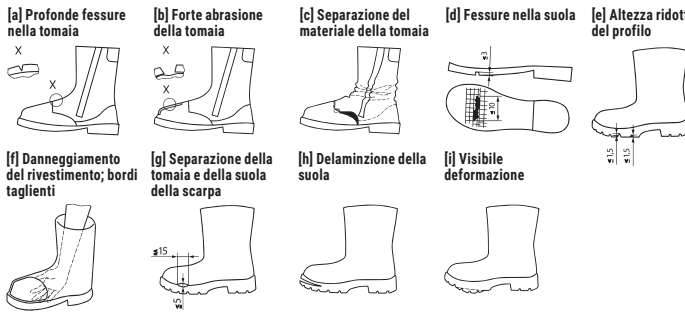 [a] Profonde fessure
nella tomaia
X
X
[b] Forte abrasione
della tomaia
X
X
[c] Separazione del
materiale della tomaia
[d] Fessure nella suola
≤3
≤10
[e] Altezza
del profilo
≤1,5
≤1,5
[f] Danneggiamento
del rivestimento; bordi
taglienti
[g] Separazione della
tomaia e della suola
della scarpa
≤15
≤5
[h] Delaminzione della
suola
[i] Visibile
deformazione